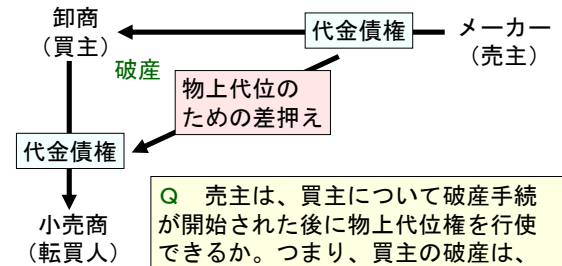 卸商
（買主）
代金債権
メーカー
（売主）
破産
物上代位の
ための差押え
代金債権
小売商
（転買人）
Q　売主は、買主について破産手続
が開始された後に物上代位権を行使
できるか。つまり、買主の破産は、